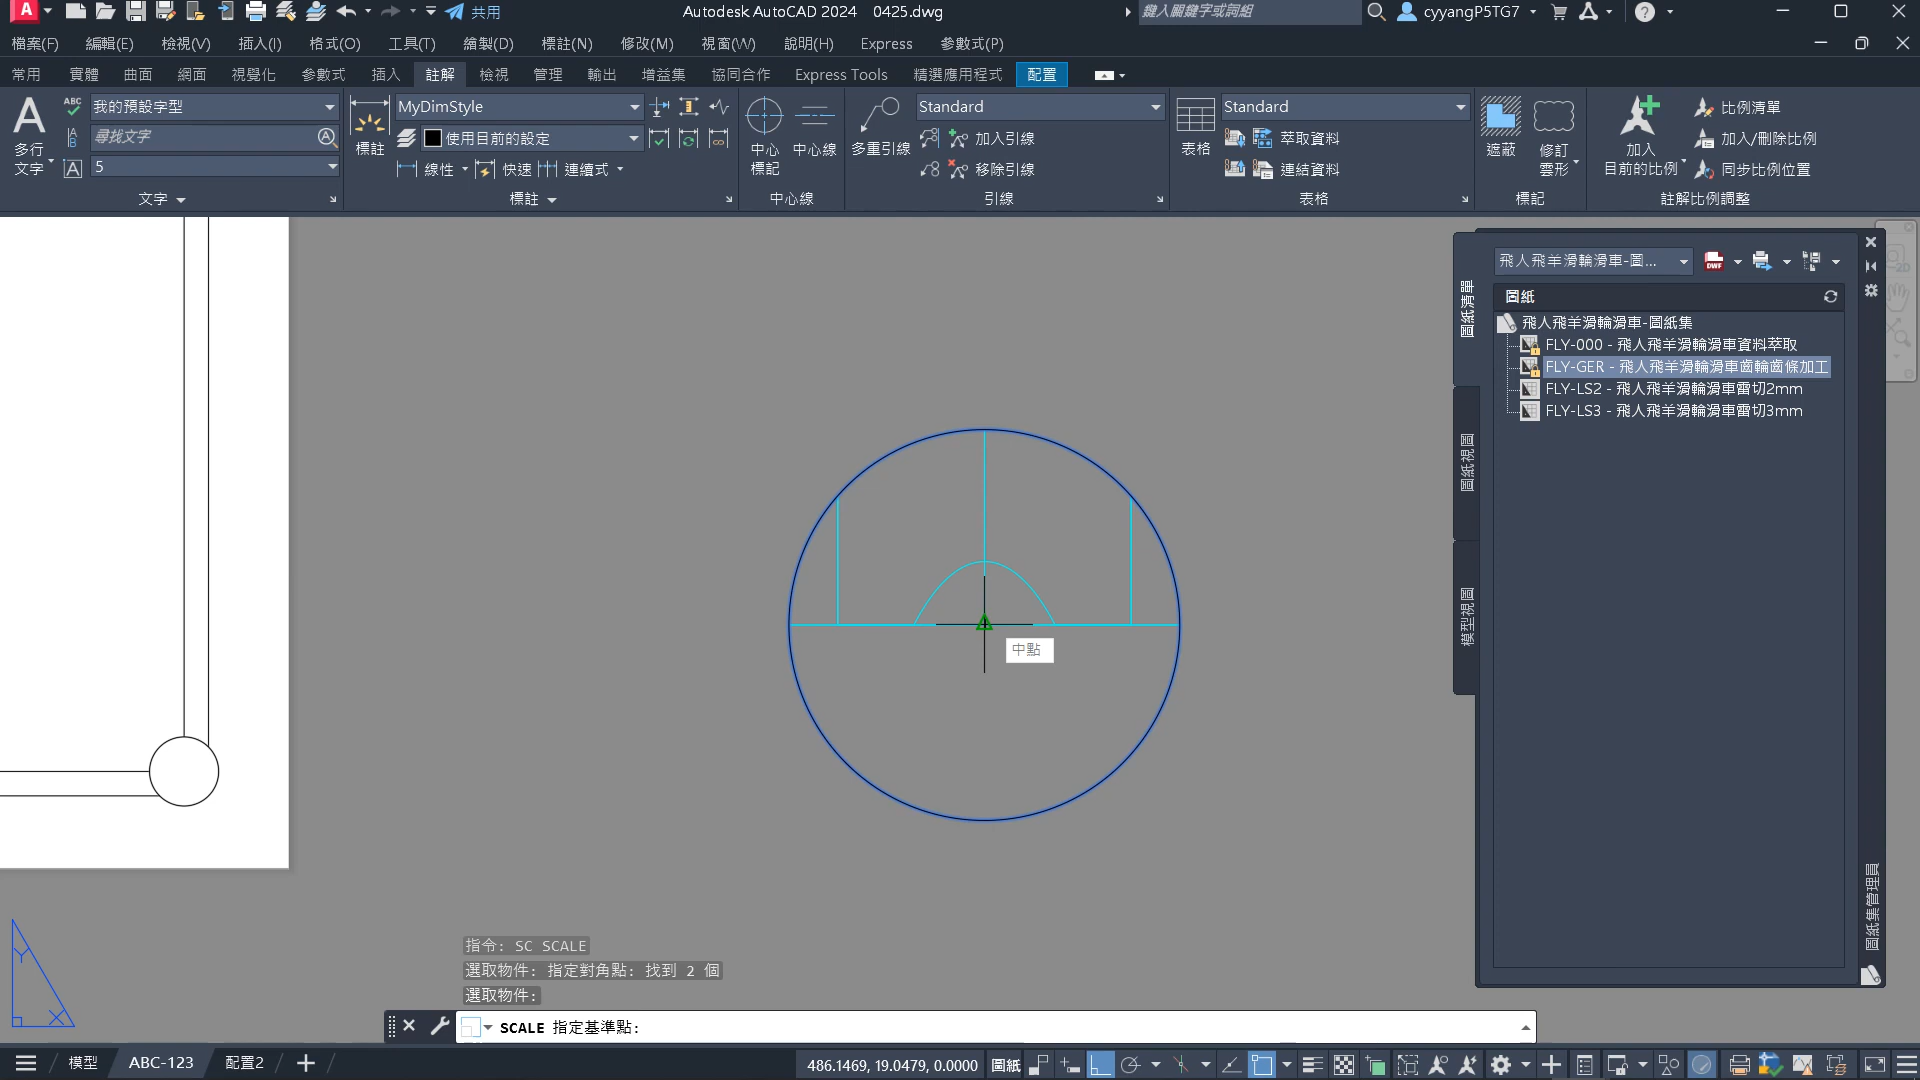 共用
Autodesk AutoCAD 2024 0425.dwg
鍵入關鍵字或詞組
cyyangP5TG7
檔案(F) 編輯(E) 檢視(V) 插入(I) 格式(O) 工具(T) 繪製(D) 標註(N) 修改(M) 視窗(W) 說明(H) Express 參數式(P)
常用 實體 曲面 網面 視覺化 參數式 插入 註解 檢視 管理 輸出 增益集 協同合作 Express Tools 精選應用程式 配置
我的預設字型
尋找文字
5
多行
文字
文字
MyDimStyle
使用目前的設定
標註
線性 快速 連續式
標註
中心
標記
中心線
中心線
多重引線
Standard
加入引線
移除引線
引線
表格
Standard
萃取資料
連結資料
表格
遮蔽
修訂
雲形
標記
加入
目前的比例
比例清單
加入/刪除比例
同步比例位置
註解比例調整
飛人飛羊滑輪滑車-圖...
DWF
圖紙
飛人飛羊滑輪滑車-圖紙集
FLY-000 - 飛人飛羊滑輪滑車資料萃取
FLY-GER - 飛人飛羊滑輪滑車齒輪齒條加工
FLY-LS2 - 飛人飛羊滑輪滑車雷切2mm
FLY-LS3 - 飛人飛羊滑輪滑車雷切3mm
圖紙清單
圖紙視圖
模型視圖
圖紙集管理員
中點
Y
X
指令: SC SCALE
選取物件: 指定對角點: 找到 2 個
選取物件:
SCALE 指定基準點:
模型 ABC-123 配置2
486.1469, 19.0479, 0.0000 圖紙